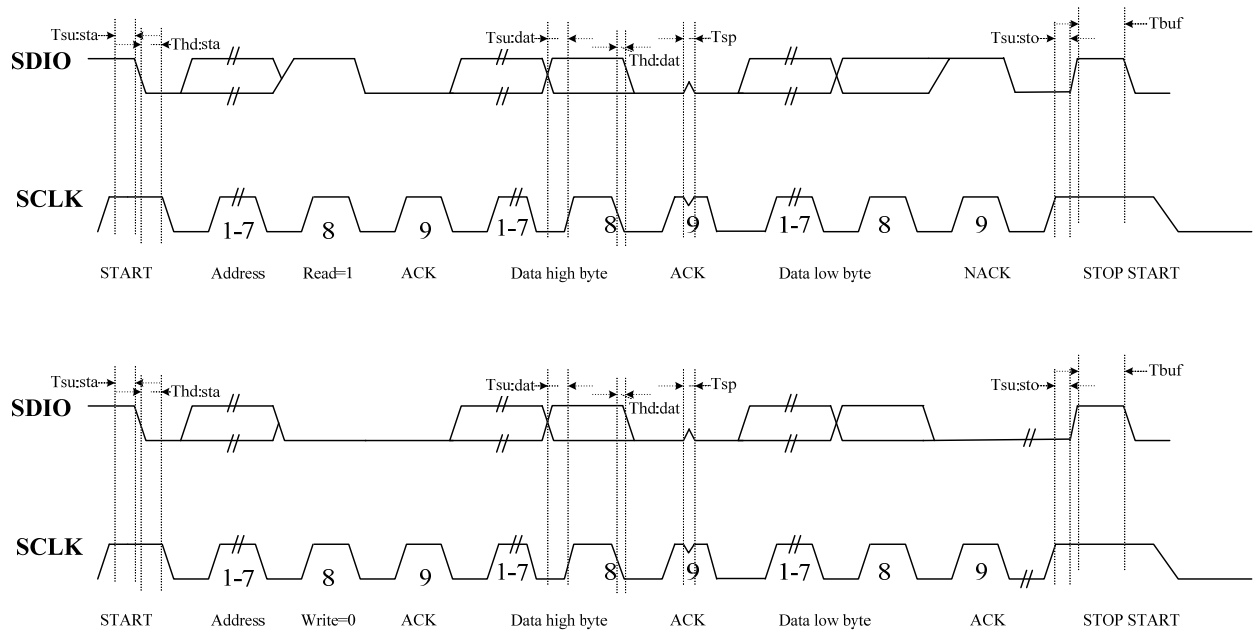 Tsu:sta Thd:sta Tsu:dat Thd:dat Tsp Tsu:sto Tbuf
SDIO
SCLK
1-7 8 9 1-7 8 9 1-7 8 9
START Address Read=1 ACK Data high byte ACK Data low byte NACK STOP START
Tsu:sta Thd:sta Tsu:dat Thd:dat Tsp Tsu:sto Tbuf
SDIO
SCLK
1-7 8 9 1-7 8 9 1-7 8 9
START Address Write=0 ACK Data high byte ACK Data low byte ACK STOP START